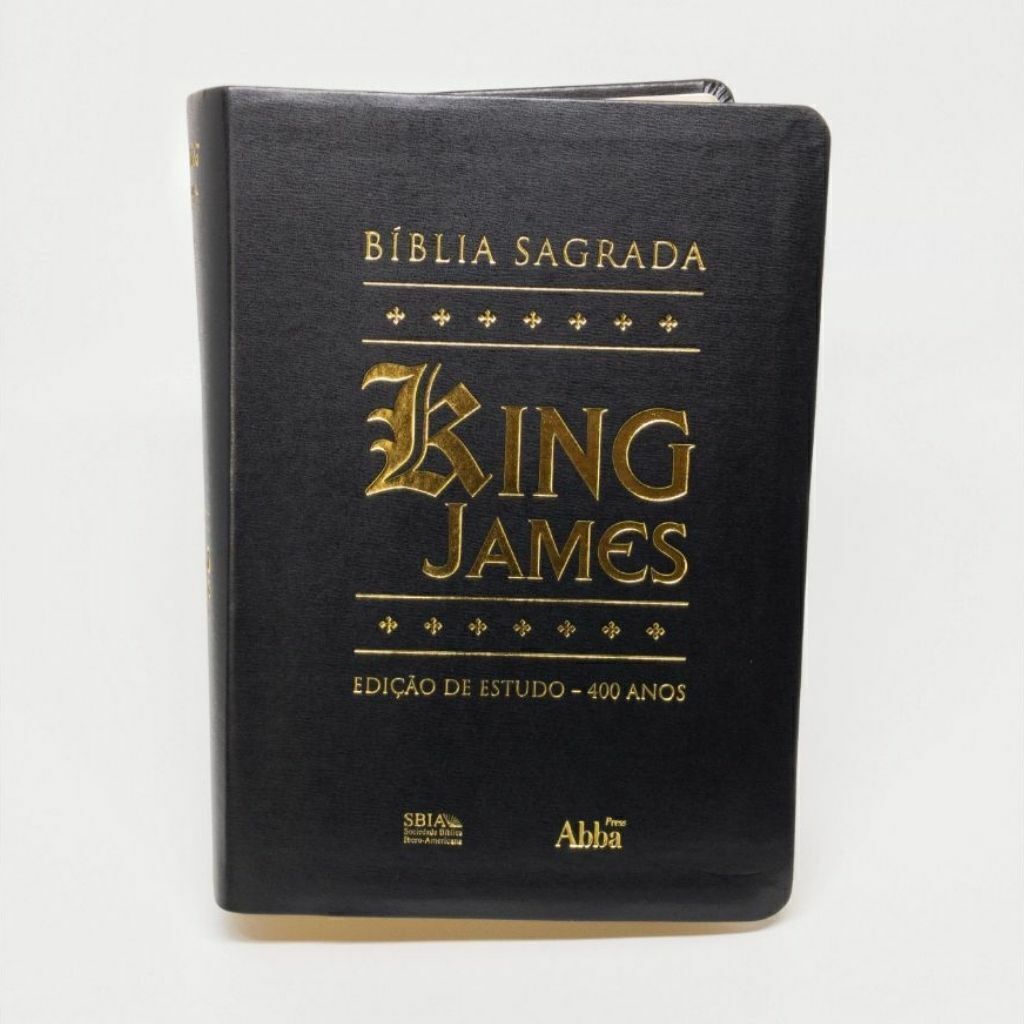 BÍBLIA SAGRADA
KING
JAMES
EDIÇÃO DE ESTUDO – 400 ANOS
SBIA
Sociedade Bíblica
Ibero-Americana
Abba Press